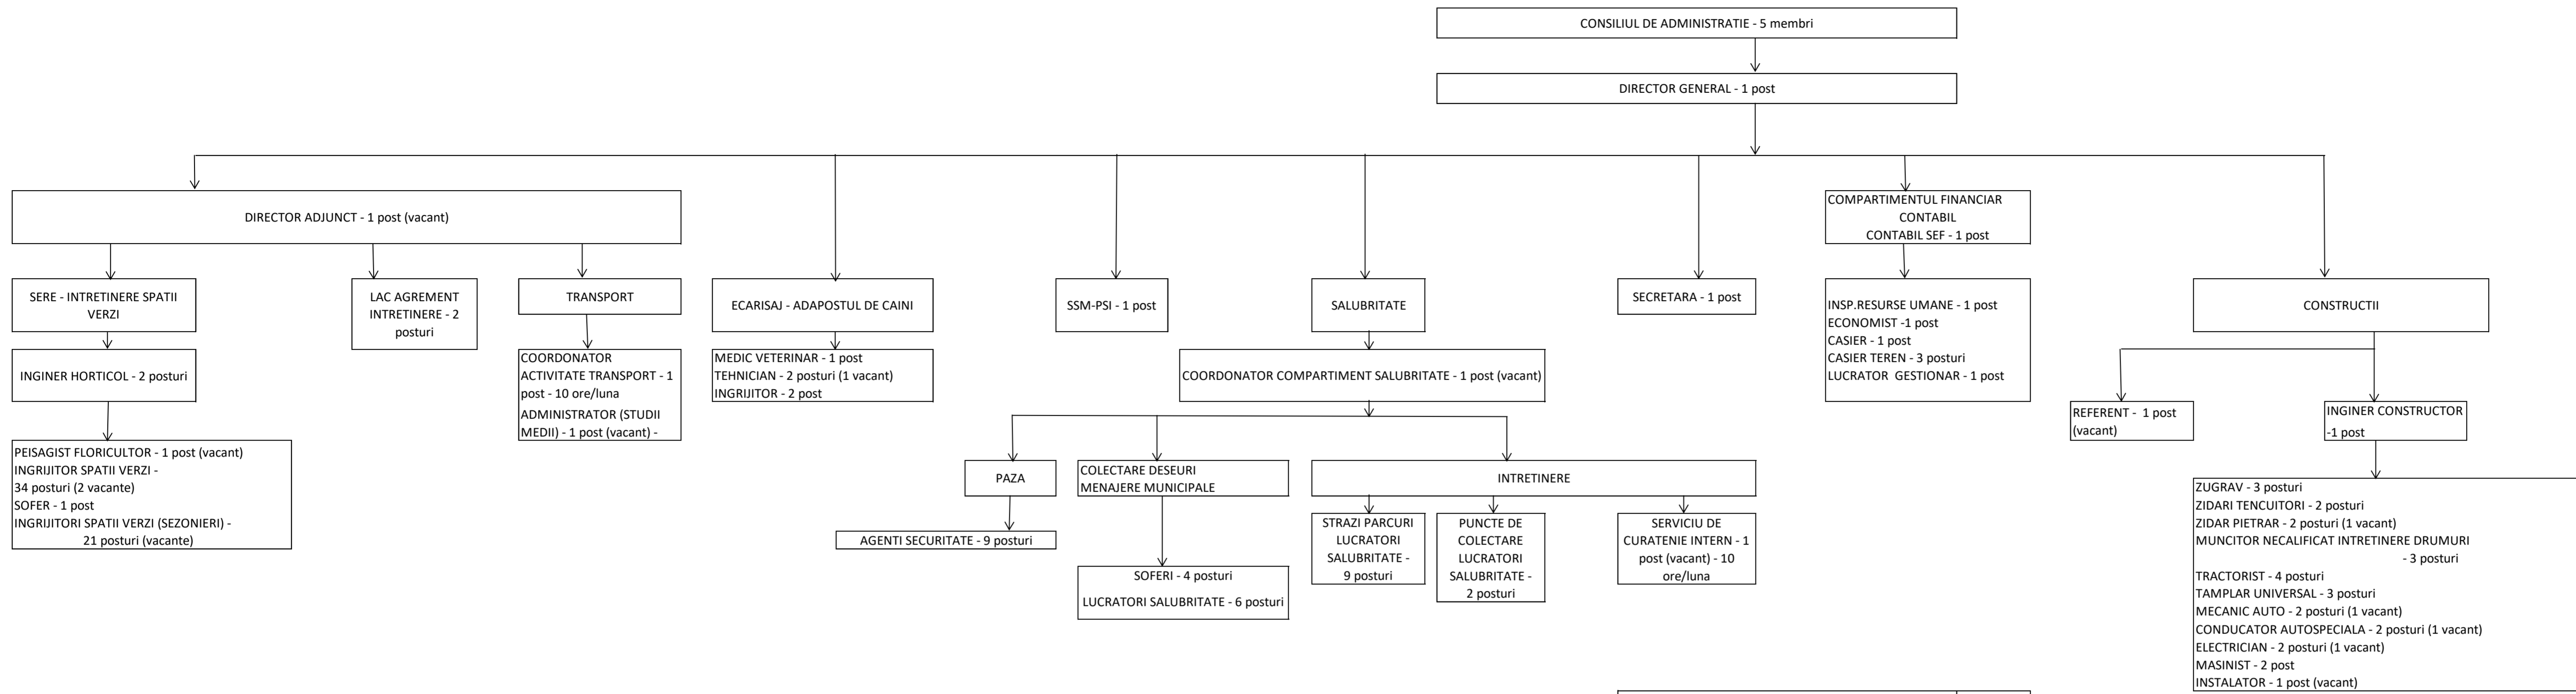 CONSILIUL DE ADMINISTRATIE - 5 membri
DIRECTOR GENERAL - 1 post
DIRECTOR ADJUNCT - 1 post (vacant)
COMPARTIMENTUL FINANCIAR
CONTABIL
CONTABIL SEF - 1 post
SERE - INTRETINERE SPATII
VERZI
LAC AGREMENT
INTRETINERE - 2
posturi
TRANSPORT
ECARISAJ - ADAPOSTUL DE CAINI
SSM-PSI - 1 post
SALUBRITATE
SECRETARA - 1 post
INSP.RESURSE UMANE - 1 post
ECONOMIST -1 post
CASIER - 1 post
CASIER TEREN - 3 posturi
LUCRATOR  GESTIONAR - 1 post
CONSTRUCTII
INGINER HORTICOL - 2 posturi
COORDONATOR
ACTIVITATE TRANSPORT - 1
post - 10 ore/luna
ADMINISTRATOR (STUDII
MEDII) - 1 post (vacant) -
MEDIC VETERINAR - 1 post
TEHNICIAN - 2 posturi (1 vacant)
INGRIJITOR - 2 post
COORDONATOR COMPARTIMENT SALUBRITATE - 1 post (vacant)
REFERENT -  1 post
(vacant)
INGINER CONSTRUCTOR
-1 post
PEISAGIST FLORICULTOR - 1 post (vacant)
INGRIJITOR SPATII VERZI -
34 posturi (2 vacante)
SOFER - 1 post
INGRIJITORI SPATII VERZI (SEZONIERI) -
21 posturi (vacante)
PAZA
COLECTARE DESEURI
MENAJERE MUNICIPALE
INTRETINERE
AGENTI SECURITATE - 9 posturi
SOFERI - 4 posturi
LUCRATORI SALUBRITATE - 6 posturi
STRAZI PARCURI
LUCRATORI
SALUBRITATE -
9 posturi
PUNCTE DE
COLECTARE
LUCRATORI
SALUBRITATE -
2 posturi
SERVICIU DE
CURATENIE INTERN - 1
post (vacant) - 10
ore/luna
ZUGRAV - 3 posturi
ZIDARI TENCUITORI - 2 posturi
ZIDAR PIETRAR - 2 posturi (1 vacant)
MUNCITOR NECALIFICAT INTRETINERE DRUMURI
- 3 posturi
TRACTORIST - 4 posturi
TAMPLAR UNIVERSAL - 3 posturi
MECANIC AUTO - 2 posturi (1 vacant)
CONDUCATOR AUTOSPECIALA - 2 posturi (1 vacant)
ELECTRICIAN - 2 posturi (1 vacant)
MASINIST - 2 post
INSTALATOR - 1 post (vacant)